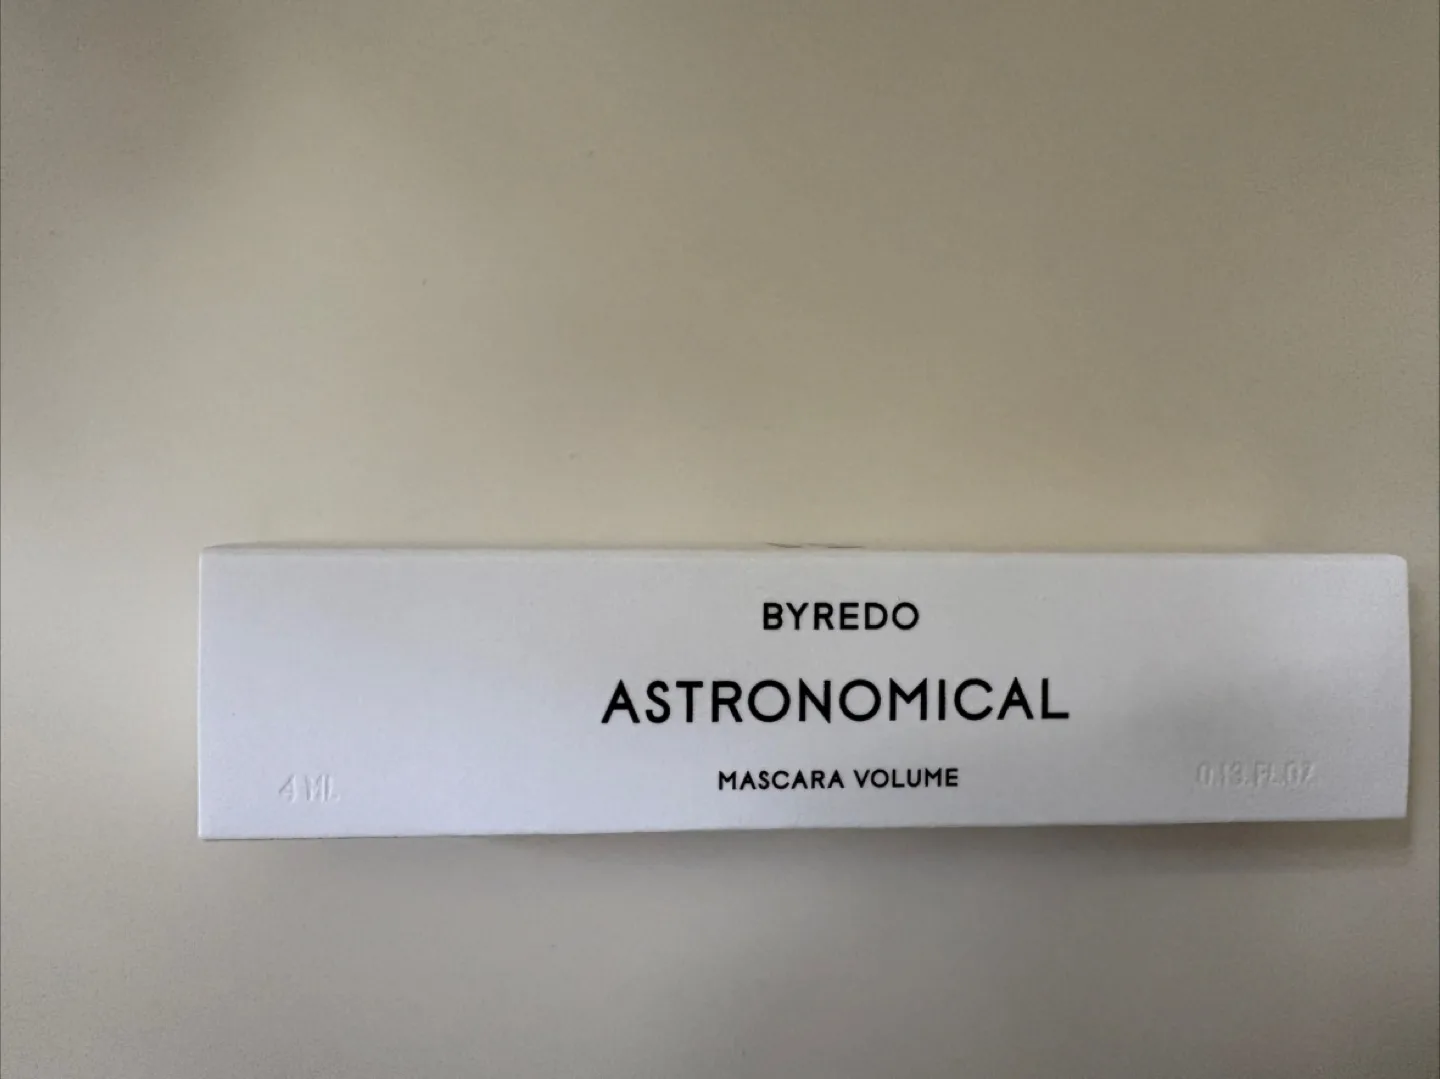 BYREDO
ASTRONOMICAL
MASCARA VOLUME
4 ML
0.13 FL.OZ